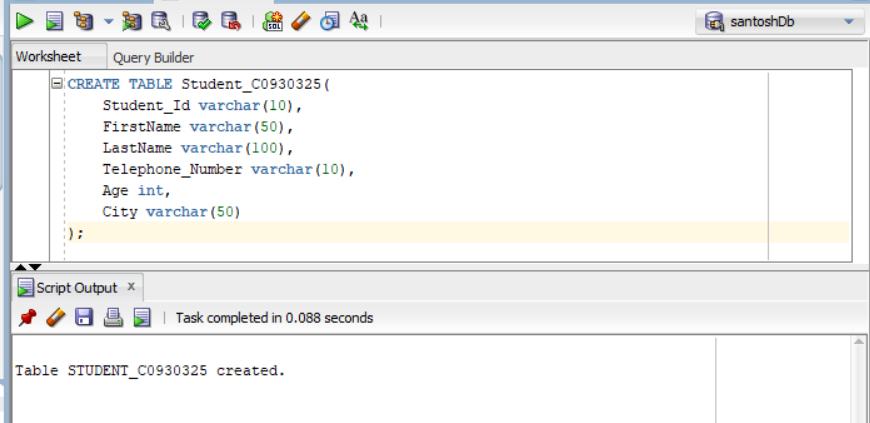 santoshDb
Worksheet Query Builder
CREATE TABLE Student_C0930325(
Student_Id varchar(10),
FirstName varchar(50),
LastName varchar(100),
Telephone_Number varchar(10),
Age int,
City varchar(50)
);
Script Output x
Task completed in 0.088 seconds
Table STUDENT_C0930325 created.